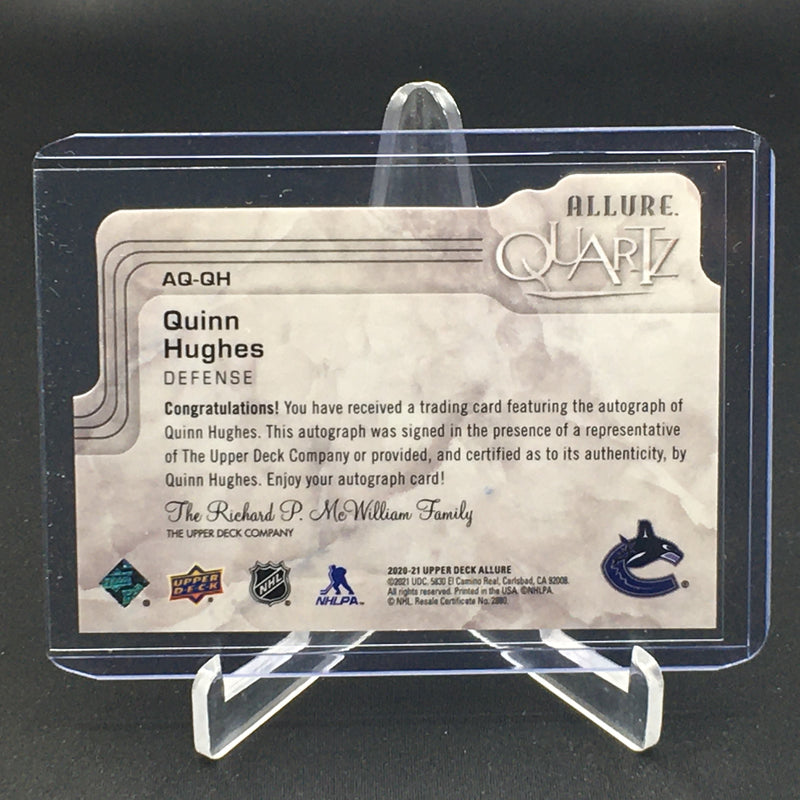 ALLURE.
QUARTZ
AQ-QH
Quinn
Hughes
DEFENSE
Congratulations! You have received a trading card featuring the autograph of
Quinn Hughes. This autograph was signed in the presence of a representative
of The Upper Deck Company or provided, and certified as to its authenticity, by
Quinn Hughes. Enjoy your autograph card!
The Richard P. McWilliam Family
THE UPPER DECK COMPANY
UPPER
DECK
NHL
NHLPA™
2020-21 UPPER DECK ALLURE
©2021 UDC. 5830 El Camino Real, Carlsbad, CA 92008.
All rights reserved. Printed in the USA. ©NHLPA.
© NHL. Resale Certificate No. 2880.